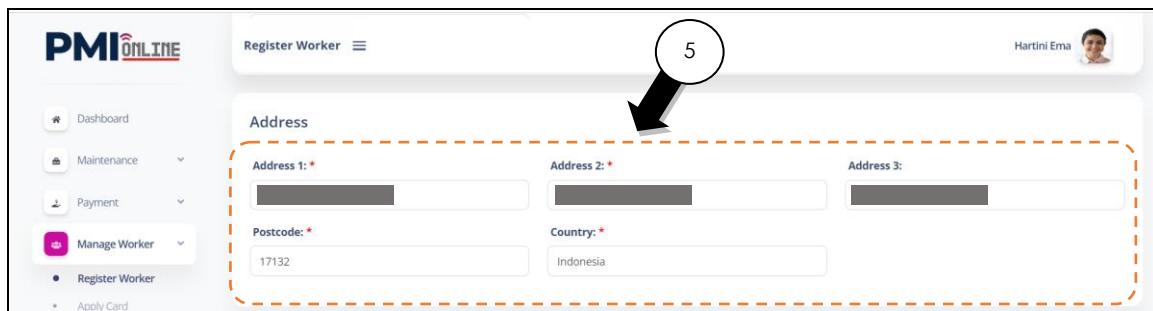 PMI ONLINE
Register Worker
5
Hartini Ema
Dashboard
Maintenance
Payment
Manage Worker
Register Worker
Apply Card
Address
Address 1: * Address 2: * Address 3:
Postcode: * Country: *
17132 Indonesia